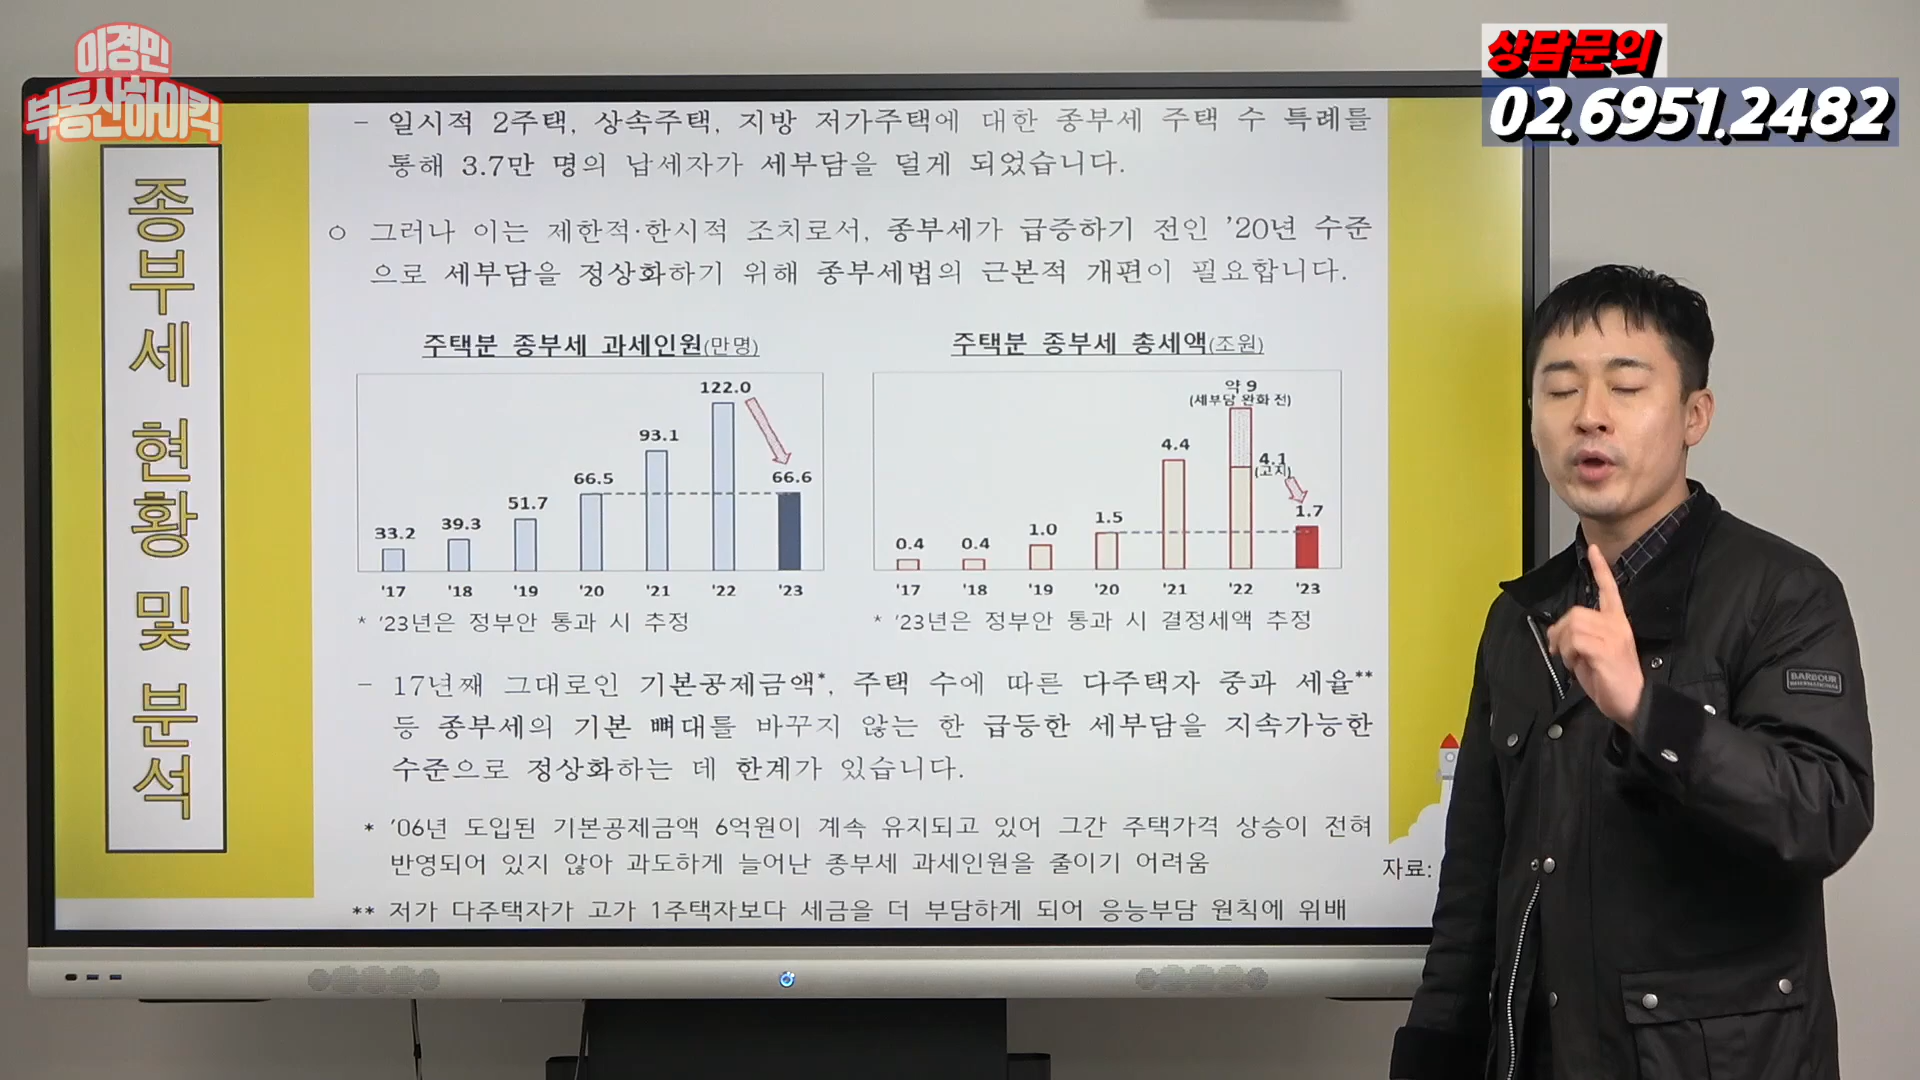 이경민
부동산하이킥
상담문의
02.6951.2482
종부세 현황 및 분석
- 일시적 2주택, 상속주택, 지방 저가주택에 대한 종부세 주택 수 특례를
통해 3.7만 명의 납세자가 세부담을 덜게 되었습니다.
○ 그러나 이는 제한적·한시적 조치로서, 종부세가 급증하기 전인 ’20년 수준
으로 세부담을 정상화하기 위해 종부세법의 근본적 개편이 필요합니다.
주택분 종부세 과세인원(만명)
122.0
93.1
66.5
66.6
51.7
39.3
33.2
'17 '18 '19 '20 '21 '22 '23
* ’23년은 정부안 통과 시 추정
주택분 종부세 총세액(조원)
약 9
(세부담 완화 전)
4.4
4.1
(고지)
1.7
1.5
1.0
0.4 0.4
'17 '18 '19 '20 '21 '22 '23
* ’23년은 정부안 통과 시 결정세액 추정
- 17년째 그대로인 기본공제금액*, 주택 수에 따른 다주택자 중과 세율**
등 종부세의 기본 뼈대를 바꾸지 않는 한 급등한 세부담을 지속가능한
수준으로 정상화하는 데 한계가 있습니다.
* ’06년 도입된 기본공제금액 6억원이 계속 유지되고 있어 그간 주택가격 상승이 전혀
반영되어 있지 않아 과도하게 늘어난 종부세 과세인원을 줄이기 어려움
자료:
** 저가 다주택자가 고가 1주택자보다 세금을 더 부담하게 되어 응능부담 원칙에 위배
BARBOUR
INTERNATIONAL